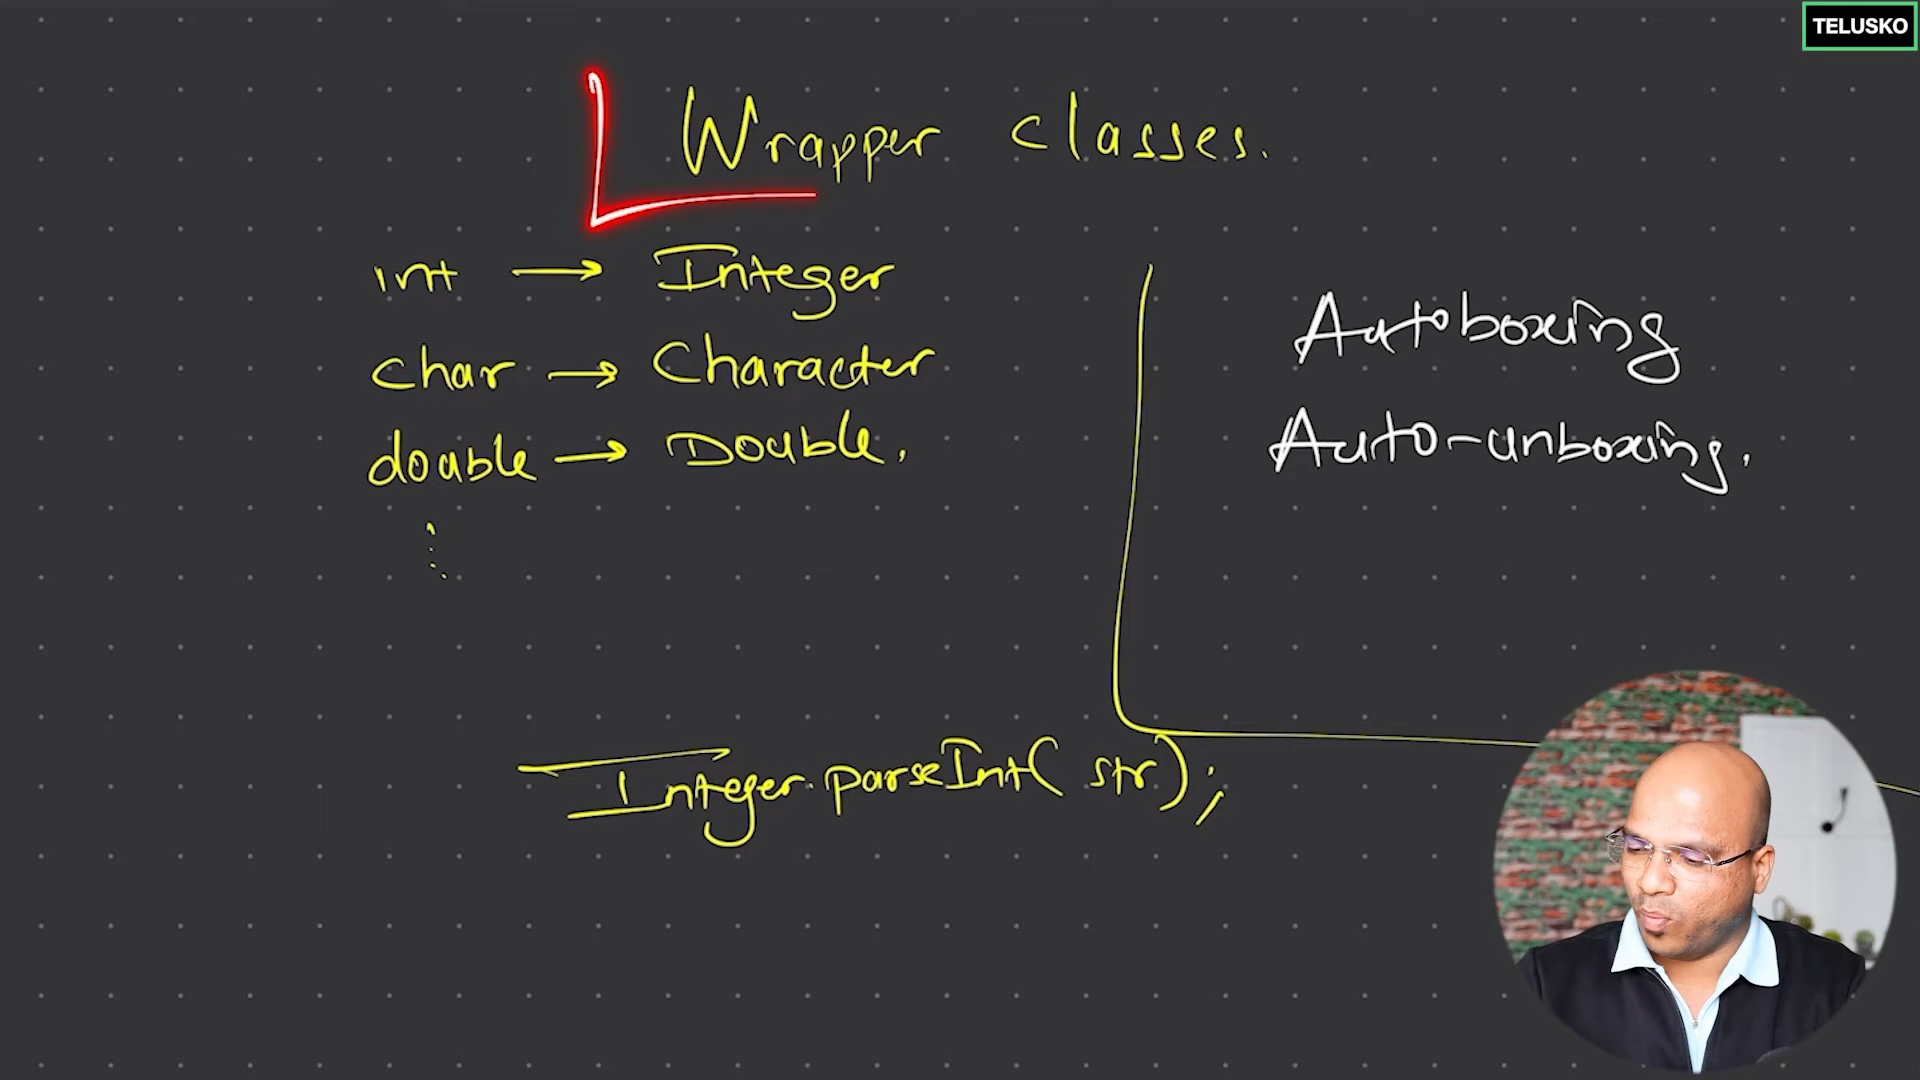 TELUSKO
Wrapper classes.
int → Integer
char → Character
double → Double.
Autoboxing
Auto-unboxing.
Integer.parseInt( str);